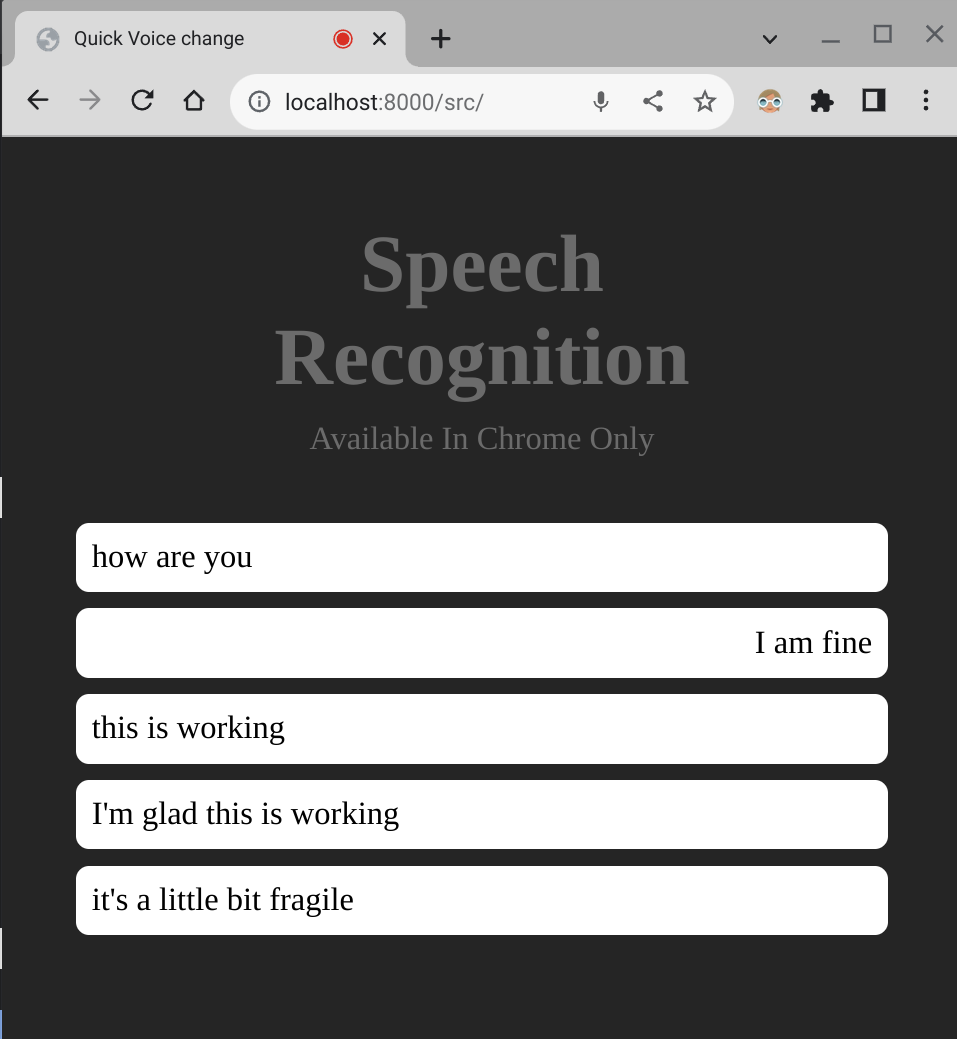 Quick Voice change
localhost:8000/src/
Speech
Recognition
Available In Chrome Only
how are you
I am fine
this is working
I'm glad this is working
it's a little bit fragile